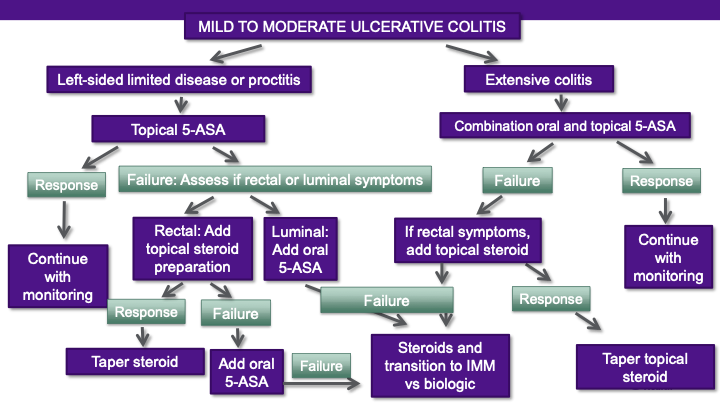 MILD TO MODERATE ULCERATIVE COLITIS
Left-sided limited disease or proctitis
Extensive colitis
Topical 5-ASA
Combination oral and topical 5-ASA
Response
Failure: Assess if rectal or luminal symptoms
Failure
Response
Continue
with
monitoring
Rectal: Add
topical steroid
preparation
Luminal:
Add oral
5-ASA
If rectal symptoms,
add topical steroid
Continue
with
monitoring
Response
Failure
Failure
Response
Taper steroid
Add oral
5-ASA
Failure
Steroids and
transition to IMM
vs biologic
Taper topical
steroid